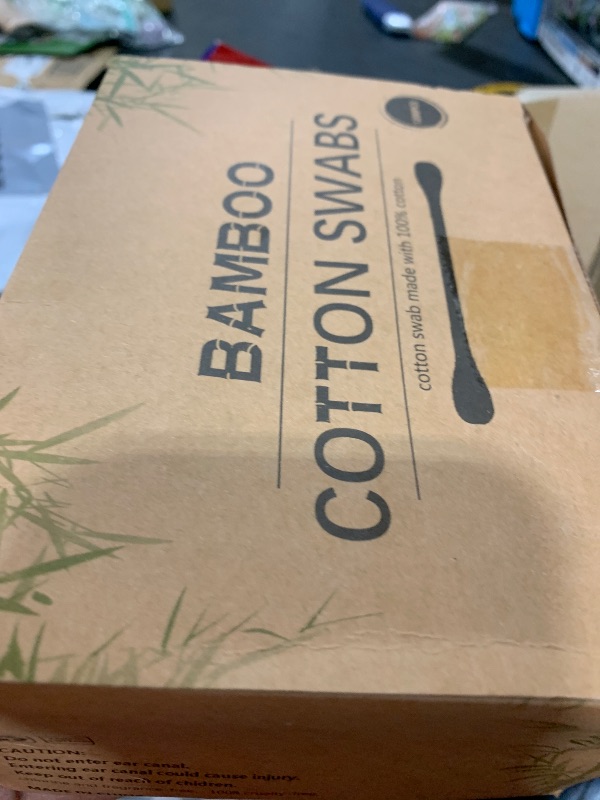 BAMBOO
COTTON SWABS
cotton swab made with 100% cotton
CAUTION:
Do not enter ear canal.
Entering ear canal could cause injury.
Keep out of reach of children.